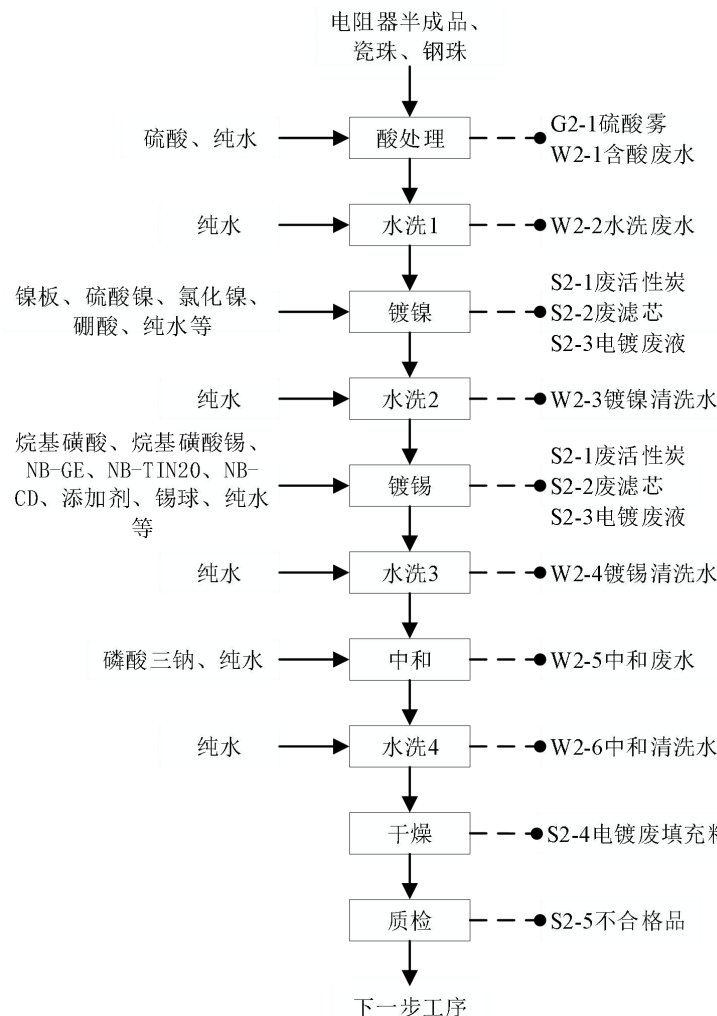 电阻器半成品、
瓷珠、钢珠
硫酸、纯水
酸处理
G2-1硫酸雾
W2-1含酸废水
纯水
水洗1
W2-2水洗废水
镍板、硫酸镍、氯化镍、
硼酸、纯水等
镀镍
S2-1废活性炭
S2-2废滤芯
S2-3电镀废液
纯水
水洗2
W2-3镀镍清洗水
烷基磺酸、烷基磺酸锡、
NB-GE、NB-TIN20、NB-
CD、添加剂、锡球、纯水
等
镀锡
S2-1废活性炭
S2-2废滤芯
S2-3电镀废液
纯水
水洗3
W2-4镀锡清洗水
磷酸三钠、纯水
中和
W2-5中和废水
纯水
水洗4
W2-6中和清洗水
干燥
S2-4电镀废填充料
质检
S2-5不合格品
下一步工序